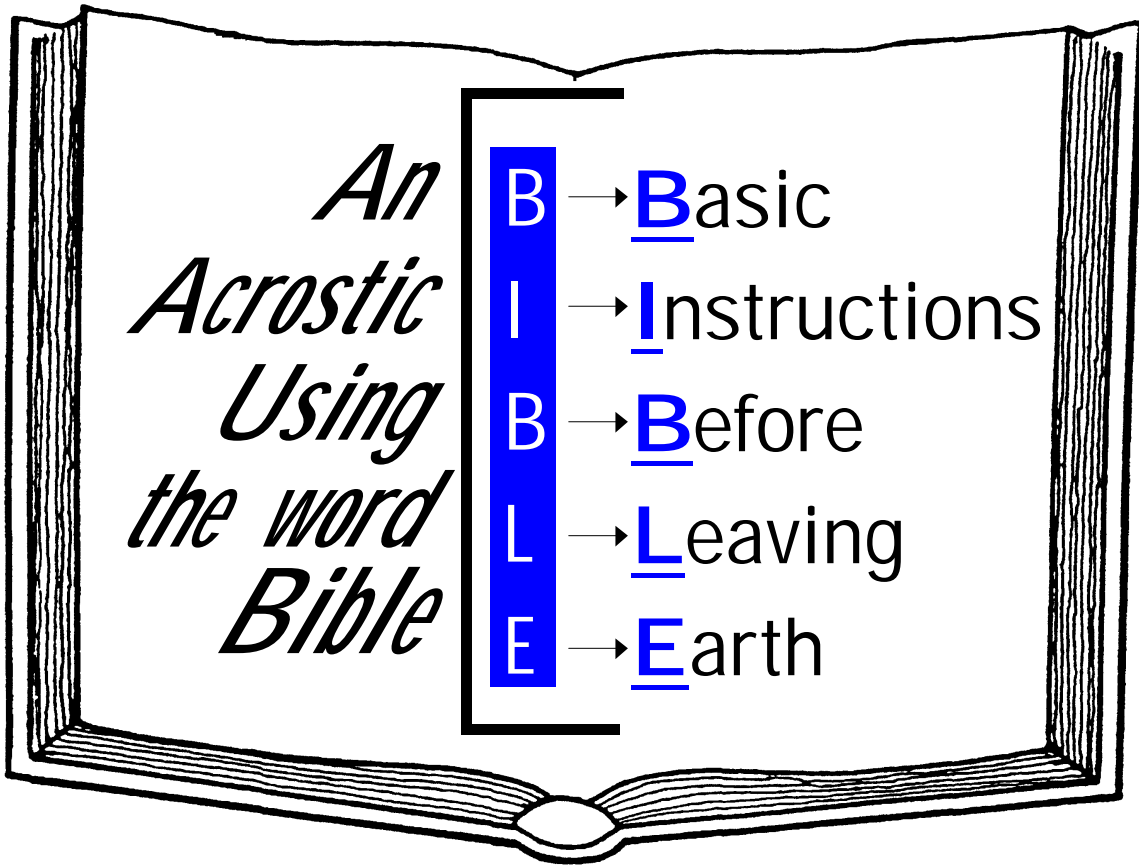 An
Acrostic
Using
the word
Bible
B → Basic
I → Instructions
B → Before
L → Leaving
E → Earth